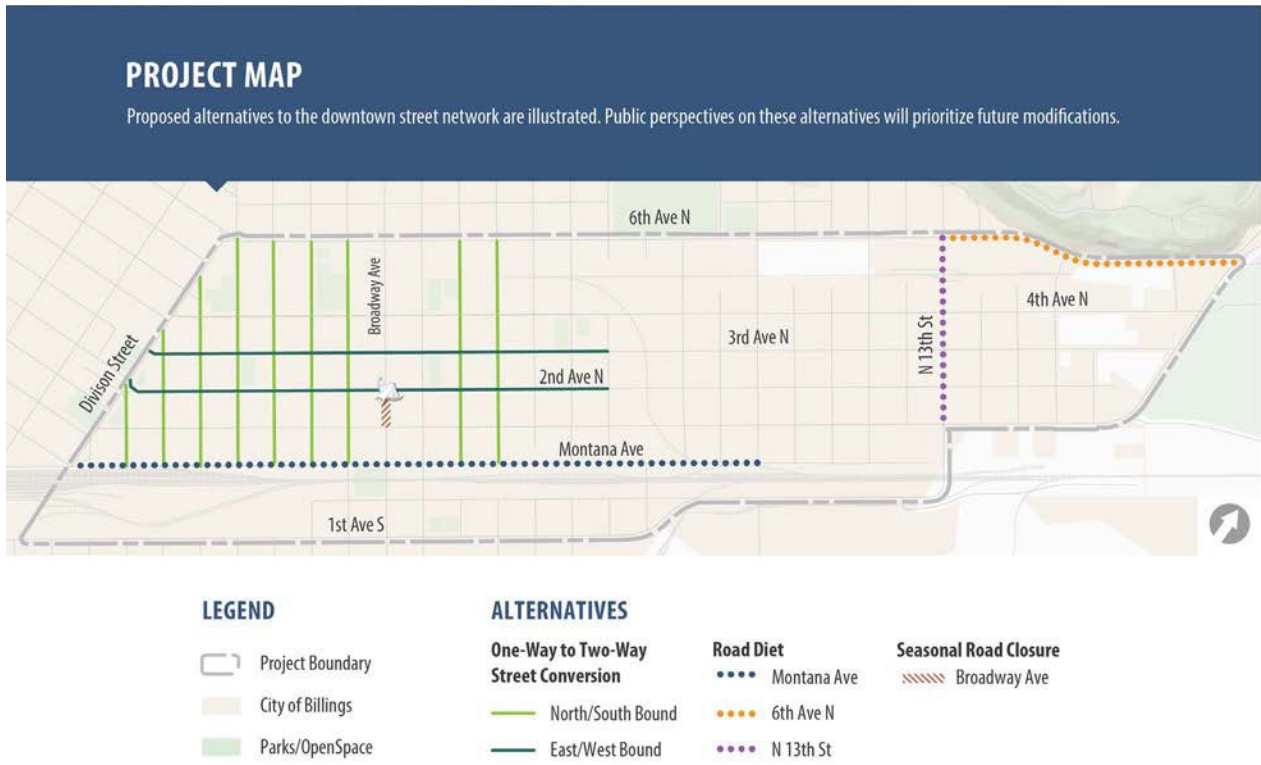 PROJECT MAP
Proposed alternatives to the downtown street network are illustrated. Public perspectives on these alternatives will prioritize future modifications.
6th Ave N
Broadway Ave
4th Ave N
N 13th St
3rd Ave N
Divison Street
2nd Ave N
Montana Ave
1st Ave S
LEGEND
Project Boundary
City of Billings
Parks/OpenSpace
ALTERNATIVES
One-Way to Two-Way
Street Conversion
North/South Bound
East/West Bound
Road Diet
Montana Ave
6th Ave N
N 13th St
Seasonal Road Closure
Broadway Ave